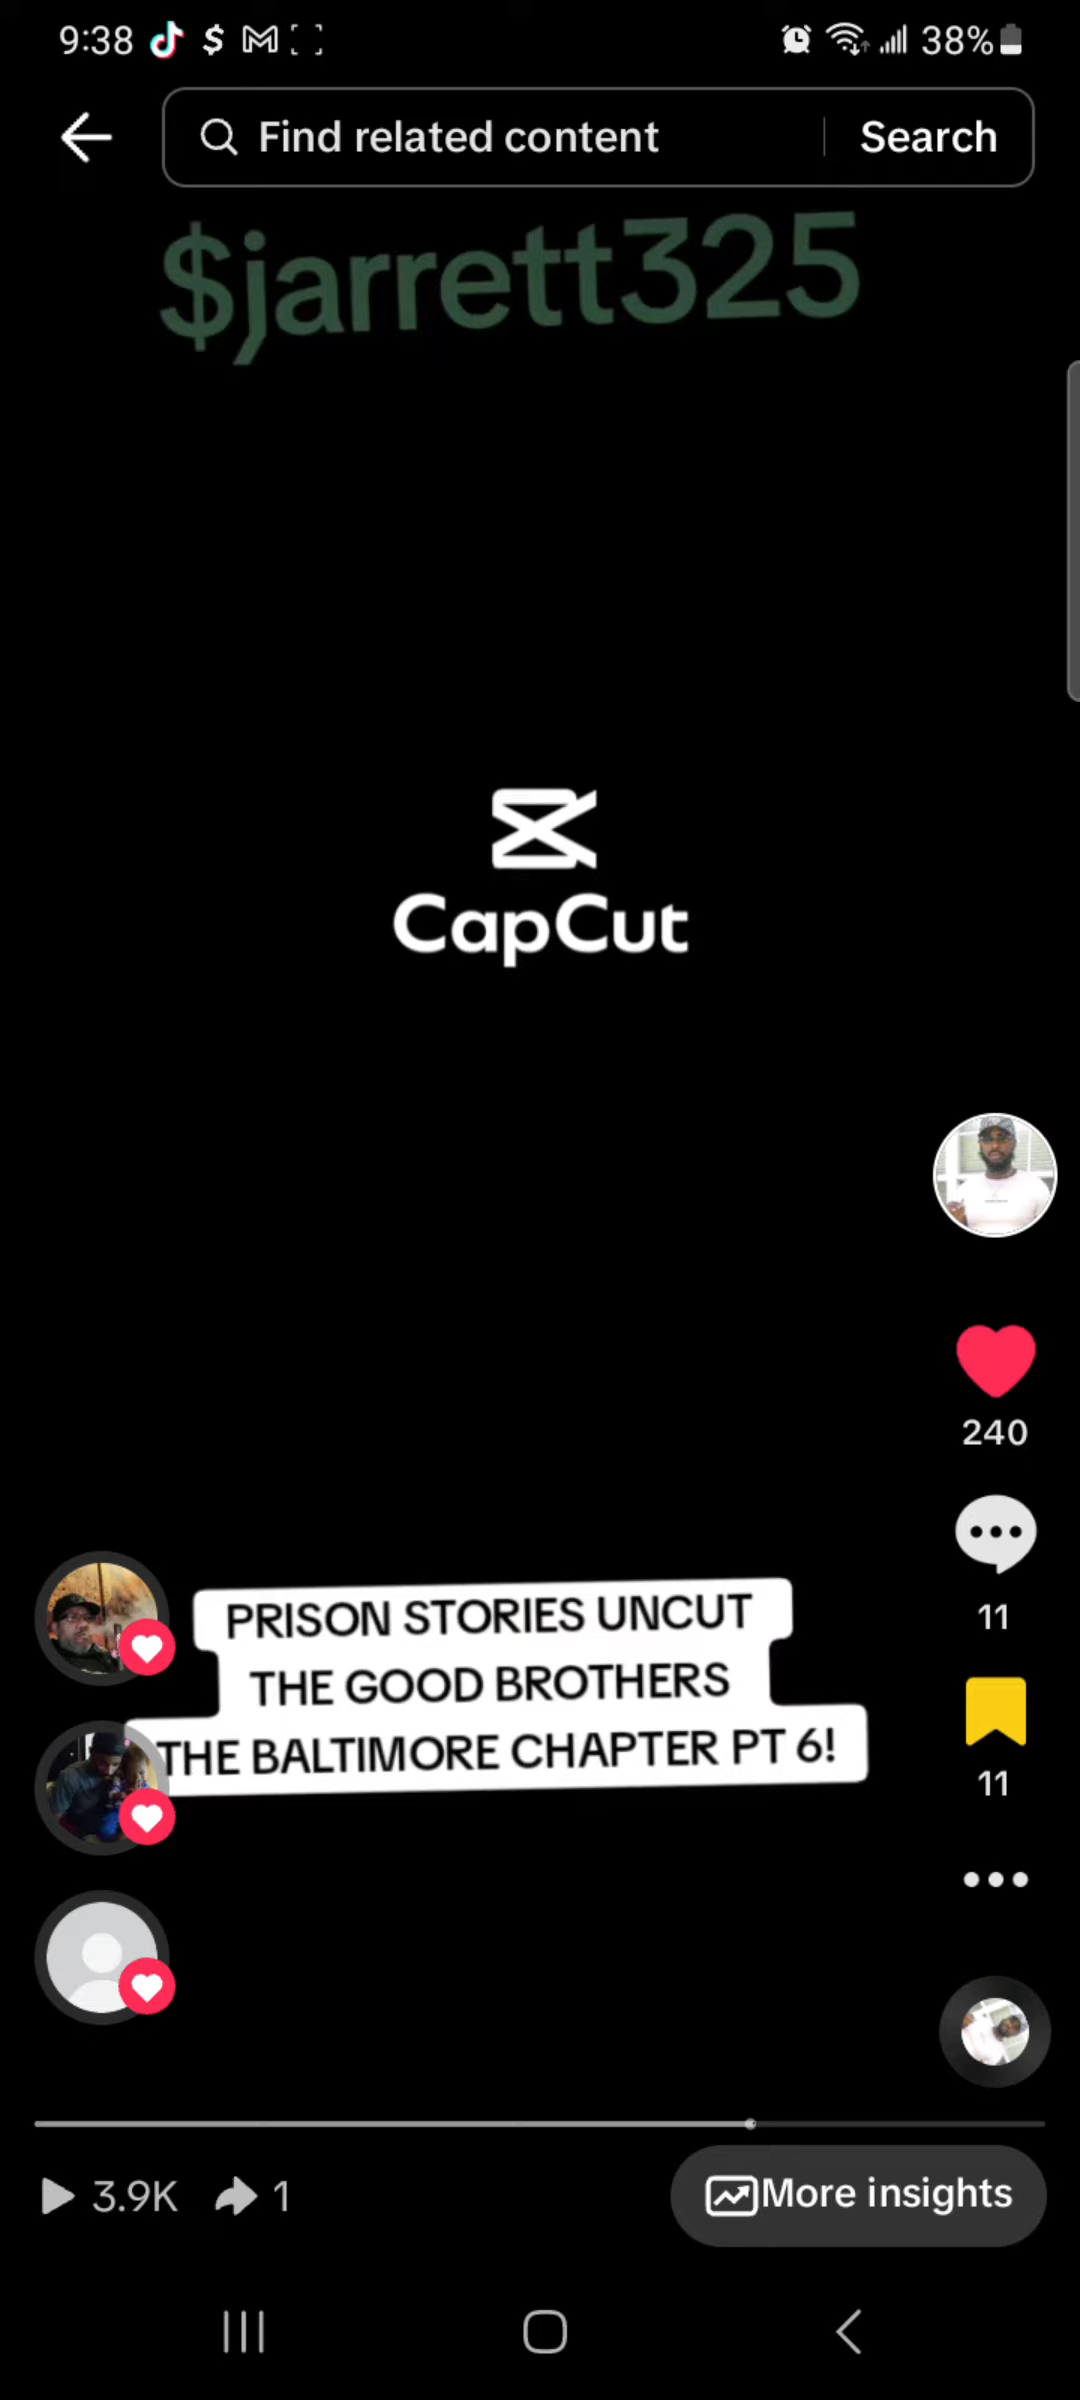 9:38
38%
Find related content
Search
$jarrett325
CapCut
240
11
PRISON STORIES UNCUT
THE GOOD BROTHERS
THE BALTIMORE CHAPTER PT 6!
11
3.9K
1
More insights